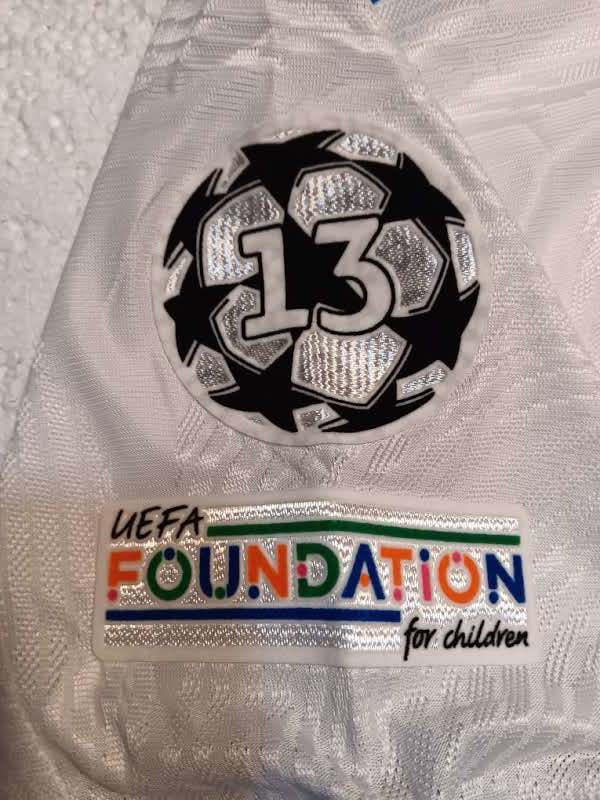 13
UEFA
FOUNDATION
for children